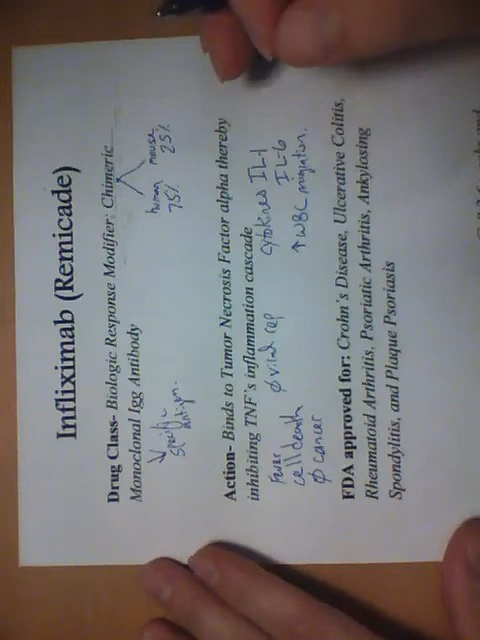 Infliximab (Remicade)
Drug Class- Biologic Response Modifier; Chimeric
Monoclonal Igg Antibody
human mouse
75% 25%
specific
antigen.
Action- Binds to Tumor Necrosis Factor alpha thereby
inhibiting TNF's inflammation cascade
Fever ϕ viral rep cytokines IL-1
cell death IL-6
ϕ cancer ↑ WBC migration.
FDA approved for: Crohn's Disease, Ulcerative Colitis,
Rheumatoid Arthritis, Psoriatic Arthritis, Ankylosing
Spondylitis, and Plaque Psoriasis